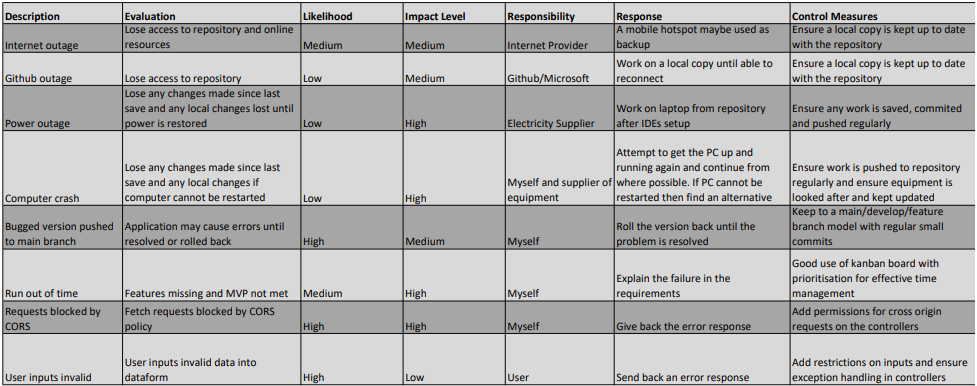 Description Evaluation Likelihood Impact Level Responsibility Response Control Measures
Internet outage
Lose access to repository and online
resources
Medium
Medium
Internet Provider
A mobile hotspot maybe used as
backup
Ensure a local copy is kept up to date
with the repository
Github outage
Lose access to repository
Low
Medium
Github/Microsoft
Work on a local copy until able to
reconnect
Ensure a local copy is kept up to date
with the repository
Power outage
Lose any changes made since last
save and any local changes lost until
power is restored
Low
High
Electricity Supplier
Work on laptop from repository
after IDEs setup
Ensure any work is saved, commited
and pushed regularly
Computer crash
Lose any changes made since last
save and any local changes if
computer cannot be restarted
Low
High
Myself and supplier of
equipment
Attempt to get the PC up and
running again and continue from
where possible. If PC cannot be
restarted then find an alternative
Ensure work is pushed to repository
regularly and ensure equipment is
looked after and kept updated
Bugged version pushed
to main branch
Application may cause errors until
resolved or rolled back
High
Medium
Myself
Roll the version back until the
problem is resolved
Keep to a main/develop/feature
branch model with regular small
commits
Run out of time
Features missing and MVP not met
Medium
High
Myself
Explain the failure in the
requirements
Good use of kanban board with
prioritisation for effective time
management
Requests blocked by
CORS
Fetch requests blocked by CORS
policy
High
High
Myself
Give back the error response
Add permissions for cross origin
requests on the controllers
User inputs invalid
User inputs invalid data into
dataform
High
Low
User
Send back an error response
Add restrictions on inputs and ensure
exception handling in controllers